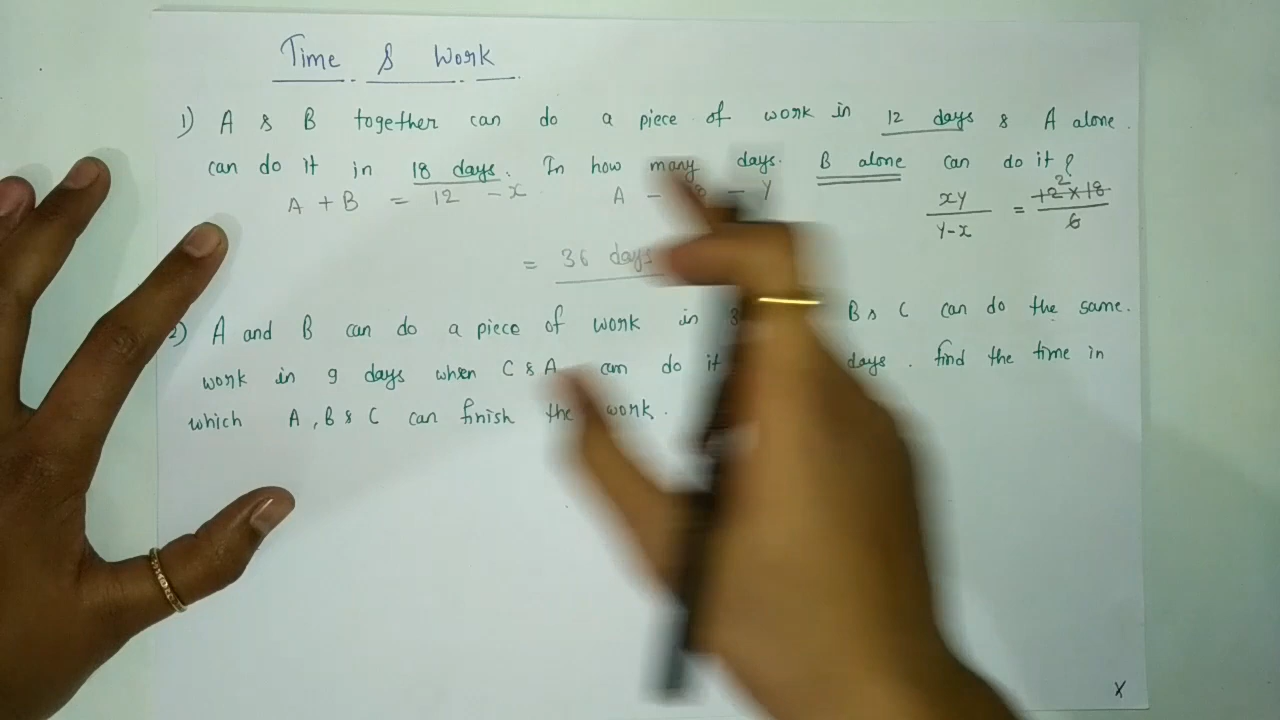 Time & Work
1) A & B together can do a piece of work in 12 days & A alone.
can do it in 18 days. In how many days. B alone can do it ?
A + B = 12 - x A - - y
xy / y-x = 12 x 18 / 6 2
= 36 days
2) A and B can do a piece of work in B & C can do the same.
work in 9 days when C & A can do it days. find the time in
which A, B & C can finish the work.
x